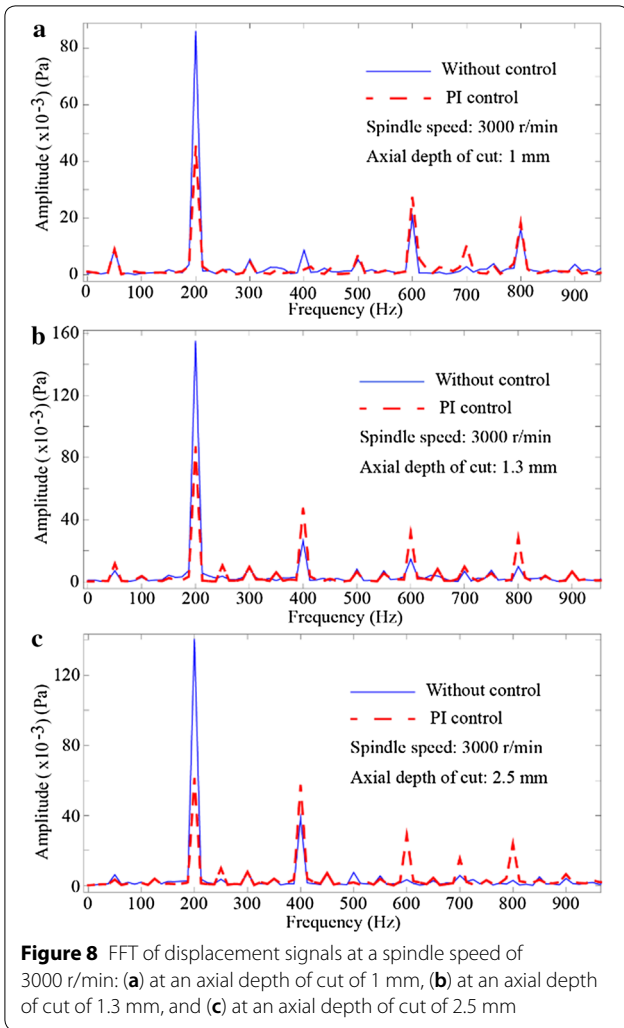 a
80
60
40
20
0
Amplitude ( x10-3) (Pa)
Without control
PI control
Spindle speed: 3000 r/min
Axial depth of cut: 1 mm
0 100 200 300 400 500 600 700 800 900
Frequency (Hz)
b
160
120
80
40
0
Amplitude ( x10-3) (Pa)
Without control
PI control
Spindle speed: 3000 r/min
Axial depth of cut: 1.3 mm
0 100 200 300 400 500 600 700 800 900
Frequency (Hz)
c
120
80
40
0
Amplitude ( x10-3) (Pa)
Without control
PI control
Spindle speed: 3000 r/min
Axial depth of cut: 2.5 mm
0 100 200 300 400 500 600 700 800 900
Frequency (Hz)
Figure 8 FFT of displacement signals at a spindle speed of
3000 r/min: (a) at an axial depth of cut of 1 mm, (b) at an axial depth
of cut of 1.3 mm, and (c) at an axial depth of cut of 2.5 mm